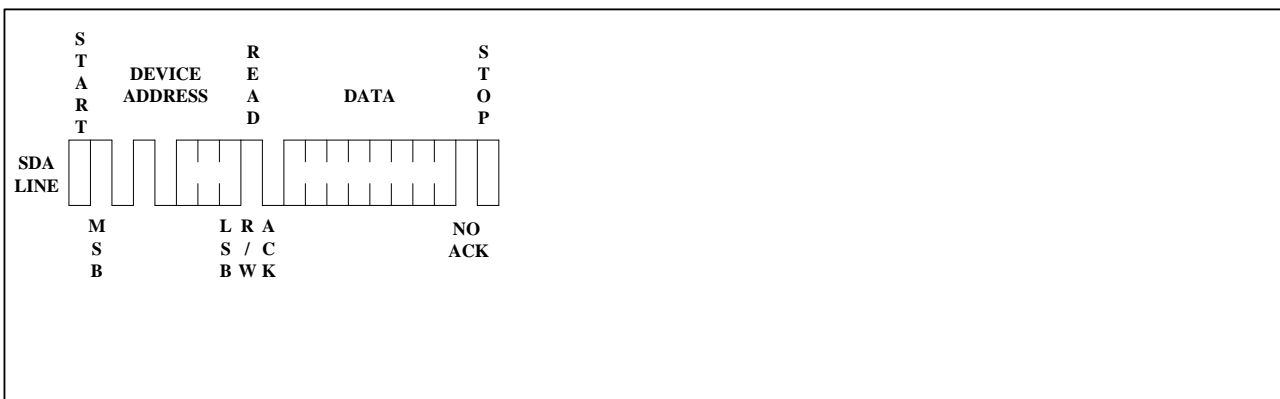 START
DEVICE
ADDRESS
READ
DATA
STOP
SDA
LINE
MSB
LSB
R/W
ACK
NO
ACK